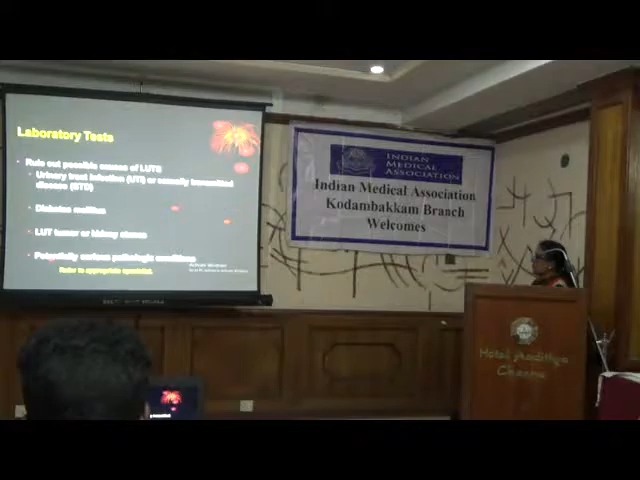 Laboratory Tests
Rule out possible causes of LUTS
Urinary tract infection (UTI) or sexually transmitted
disease (STD)
Diabetes mellitus
LUT tumor or kidney stones
Potentially serious pathologic conditions
Refer to appropriate specialist.
INDIAN
MEDICAL
ASSOCIATION
Indian Medical Association
Kodambakkam Branch
Welcomes
Hotel Aadithya
Chennai